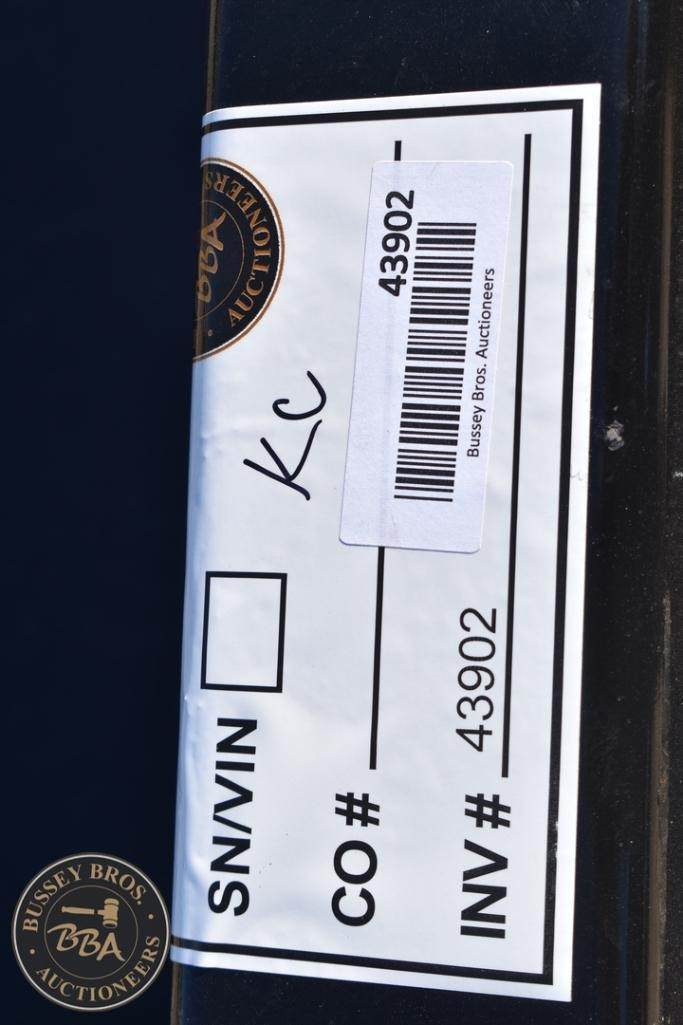 SN/VIN
KC
BBA
AUCTIONEERS
CO #
43902
Bussey Bros. Auctioneers
INV # 43902
BUSSEY BROS.
BBA
AUCTIONEERS